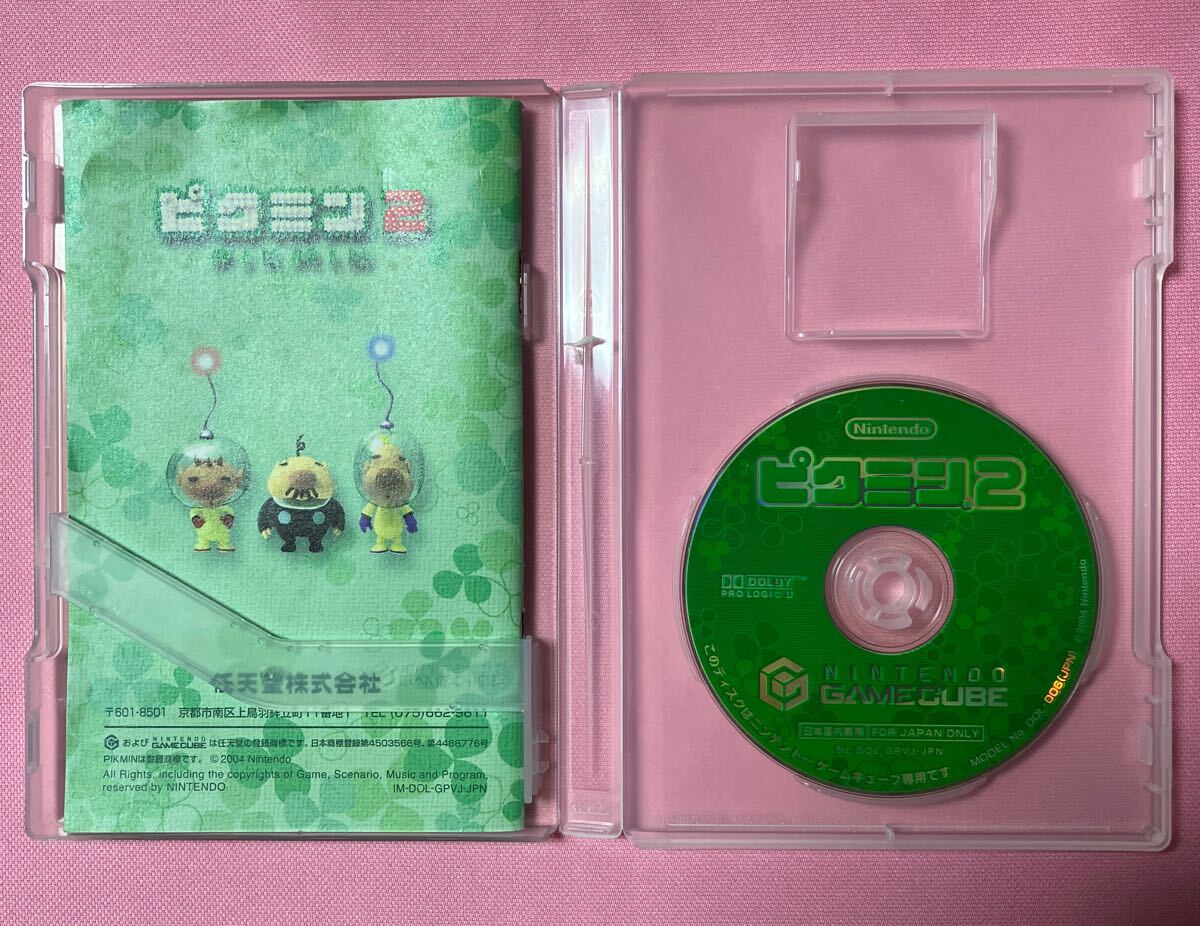 ピクミン2
PIKMIN
任天堂株式会社
〒601-8501 京都市南区上鳥羽鉾立町11番地1 TEL (075)662-9611
および NINTENDO GAMECUBE は任天堂の登録商標です。日本商標登録第4503566号、第4468776号
PIKMINは登録商標です。 © 2004 Nintendo
All Rights, including the copyrights of Game, Scenario, Music and Program,
reserved by NINTENDO.
IM-DOL-GPVJ-JPN
Nintendo
ピクミン2
DOLBY
PRO LOGIC II
NINTENDO
GAMECUBE
日本国内専用 FOR JAPAN ONLY
DL-DOL-GPVJ-JPN
このディスクはニンテンドーゲームキューブ専用です。
MODEL No. DOL-006(JPN)
© 2004 Nintendo